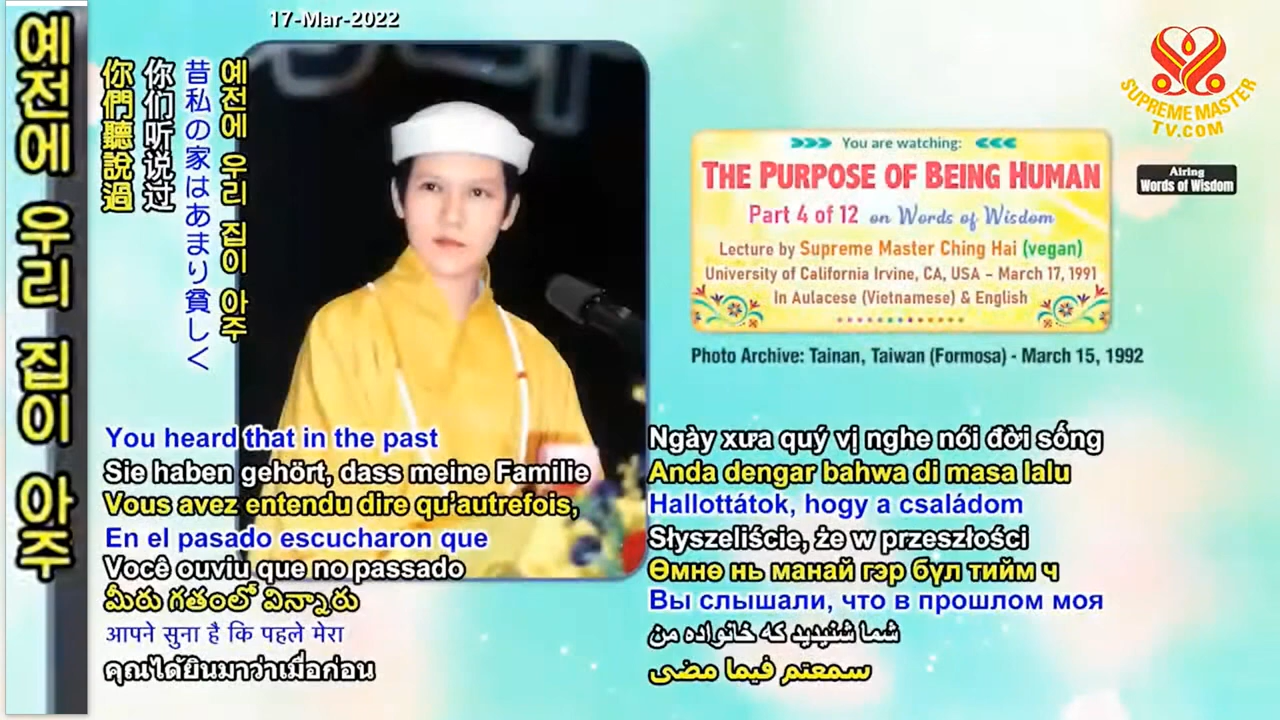 17-Mar-2022
예전에 우리 집이 아주
你們聽說過
你们听说过
昔私の家はあまり貧しく
예전에 우리 집이 아주
SUPREME MASTER
TV.COM
You are watching:
THE PURPOSE OF BEING HUMAN
Part 4 of 12 on Words of Wisdom
Lecture by Supreme Master Ching Hai (vegan)
University of California Irvine, CA, USA – March 17, 1991
In Aulacese (Vietnamese) & English
Airing
Words of Wisdom
Photo Archive: Tainan, Taiwan (Formosa) - March 15, 1992
You heard that in the past
Sie haben gehört, dass meine Familie
Vous avez entendu dire qu'autrefois,
En el pasado escucharon que
Você ouviu que no passado
మీరు గతంలో విన్నారు
आपने सुना है कि पहले मेरा
คุณได้ยินมาว่าเมื่อก่อน
Ngày xưa quý vị nghe nói đời sống
Anda dengar bahwa di masa lalu
Hallottátok, hogy a családom
Słyszeliście, że w przeszłości
Өмнө нь манай гэр бүл тийм ч
Вы слышали, что в прошлом моя
شما شنیدید که خانواده من
سمعتم فيما مضى